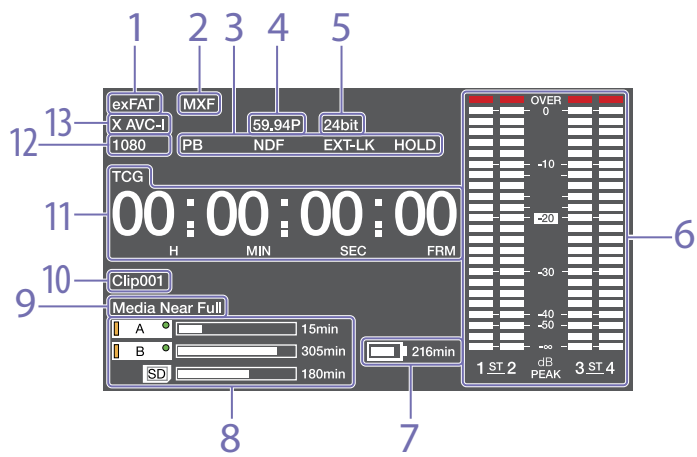 1 2 3 4 5
exFAT MXF
13 X AVC-I 59.94P 24bit
12 1080 PB NDF EXT-LK HOLD
TCG
11 00:00:00:00
H MIN SEC FRM
10 Clip001
9 Media Near Full
A 15min
B 305min 216min
SD 180min
8 7
OVER
0
-10
-20
6
-30
-40
-50
-∞
1 ST 2 dB PEAK 3 ST 4